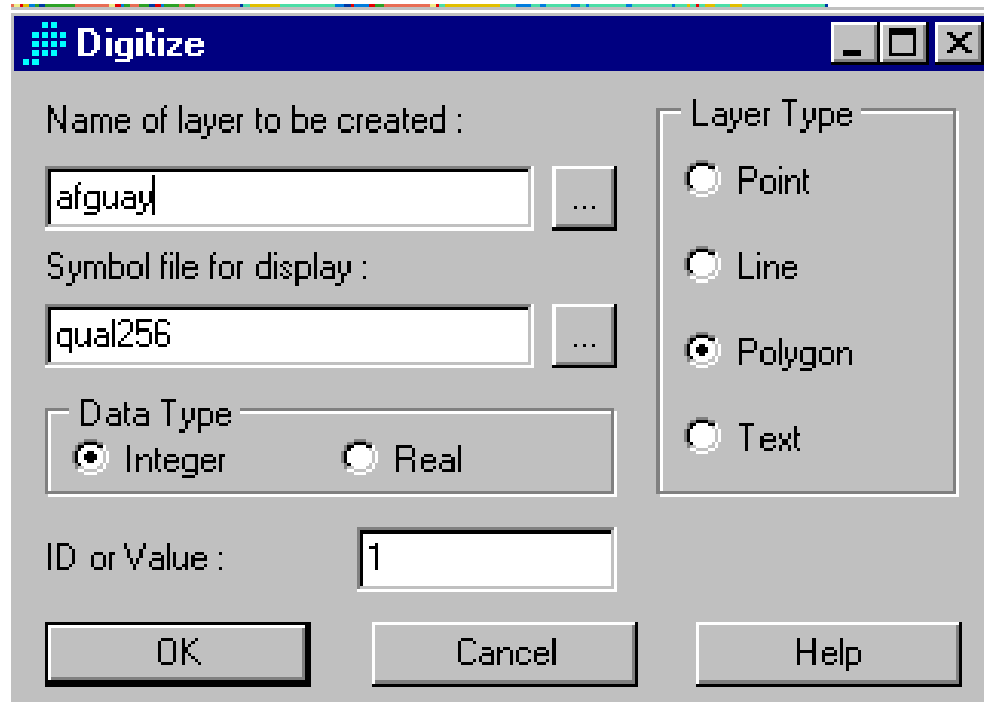 Digitize
Name of layer to be created :
afguay
...
Symbol file for display :
qual256
...
Data Type
Integer
Real
ID or Value :
1
Layer Type
Point
Line
Polygon
Text
OK
Cancel
Help